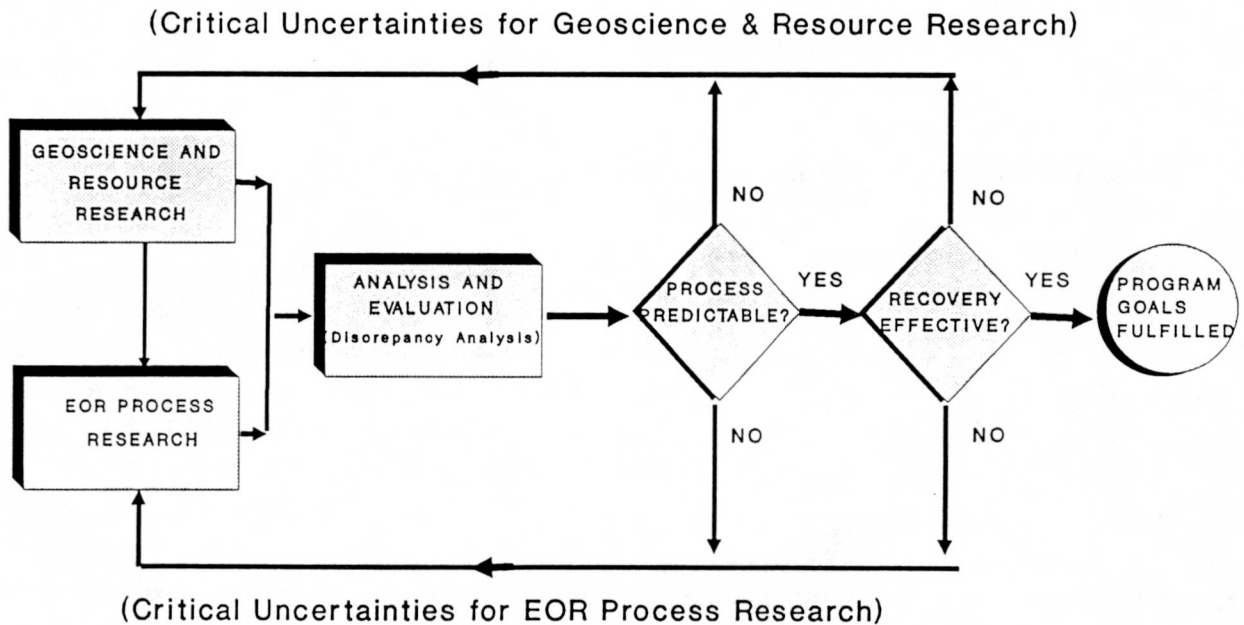 (Critical Uncertainties for Geoscience & Resource Research)
GEOSCIENCE AND
RESOURCE
RESEARCH
NO
NO
ANALYSIS AND
EVALUATION
(Discrepancy Analysis)
PROCESS
PREDICTABLE?
YES
RECOVERY
EFFECTIVE?
YES
PROGRAM
GOALS
FULFILLED
EOR PROCESS
RESEARCH
NO
NO
(Critical Uncertainties for EOR Process Research)